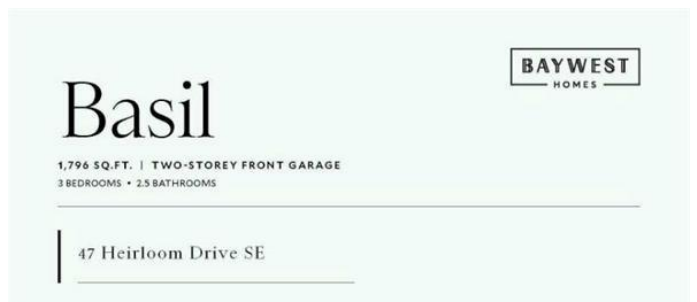 Basil
BAYWEST
HOMES
1,796 SQ.FT. | TWO-STOREY FRONT GARAGE
3 BEDROOMS • 2.5 BATHROOMS
47 Heirloom Drive SE